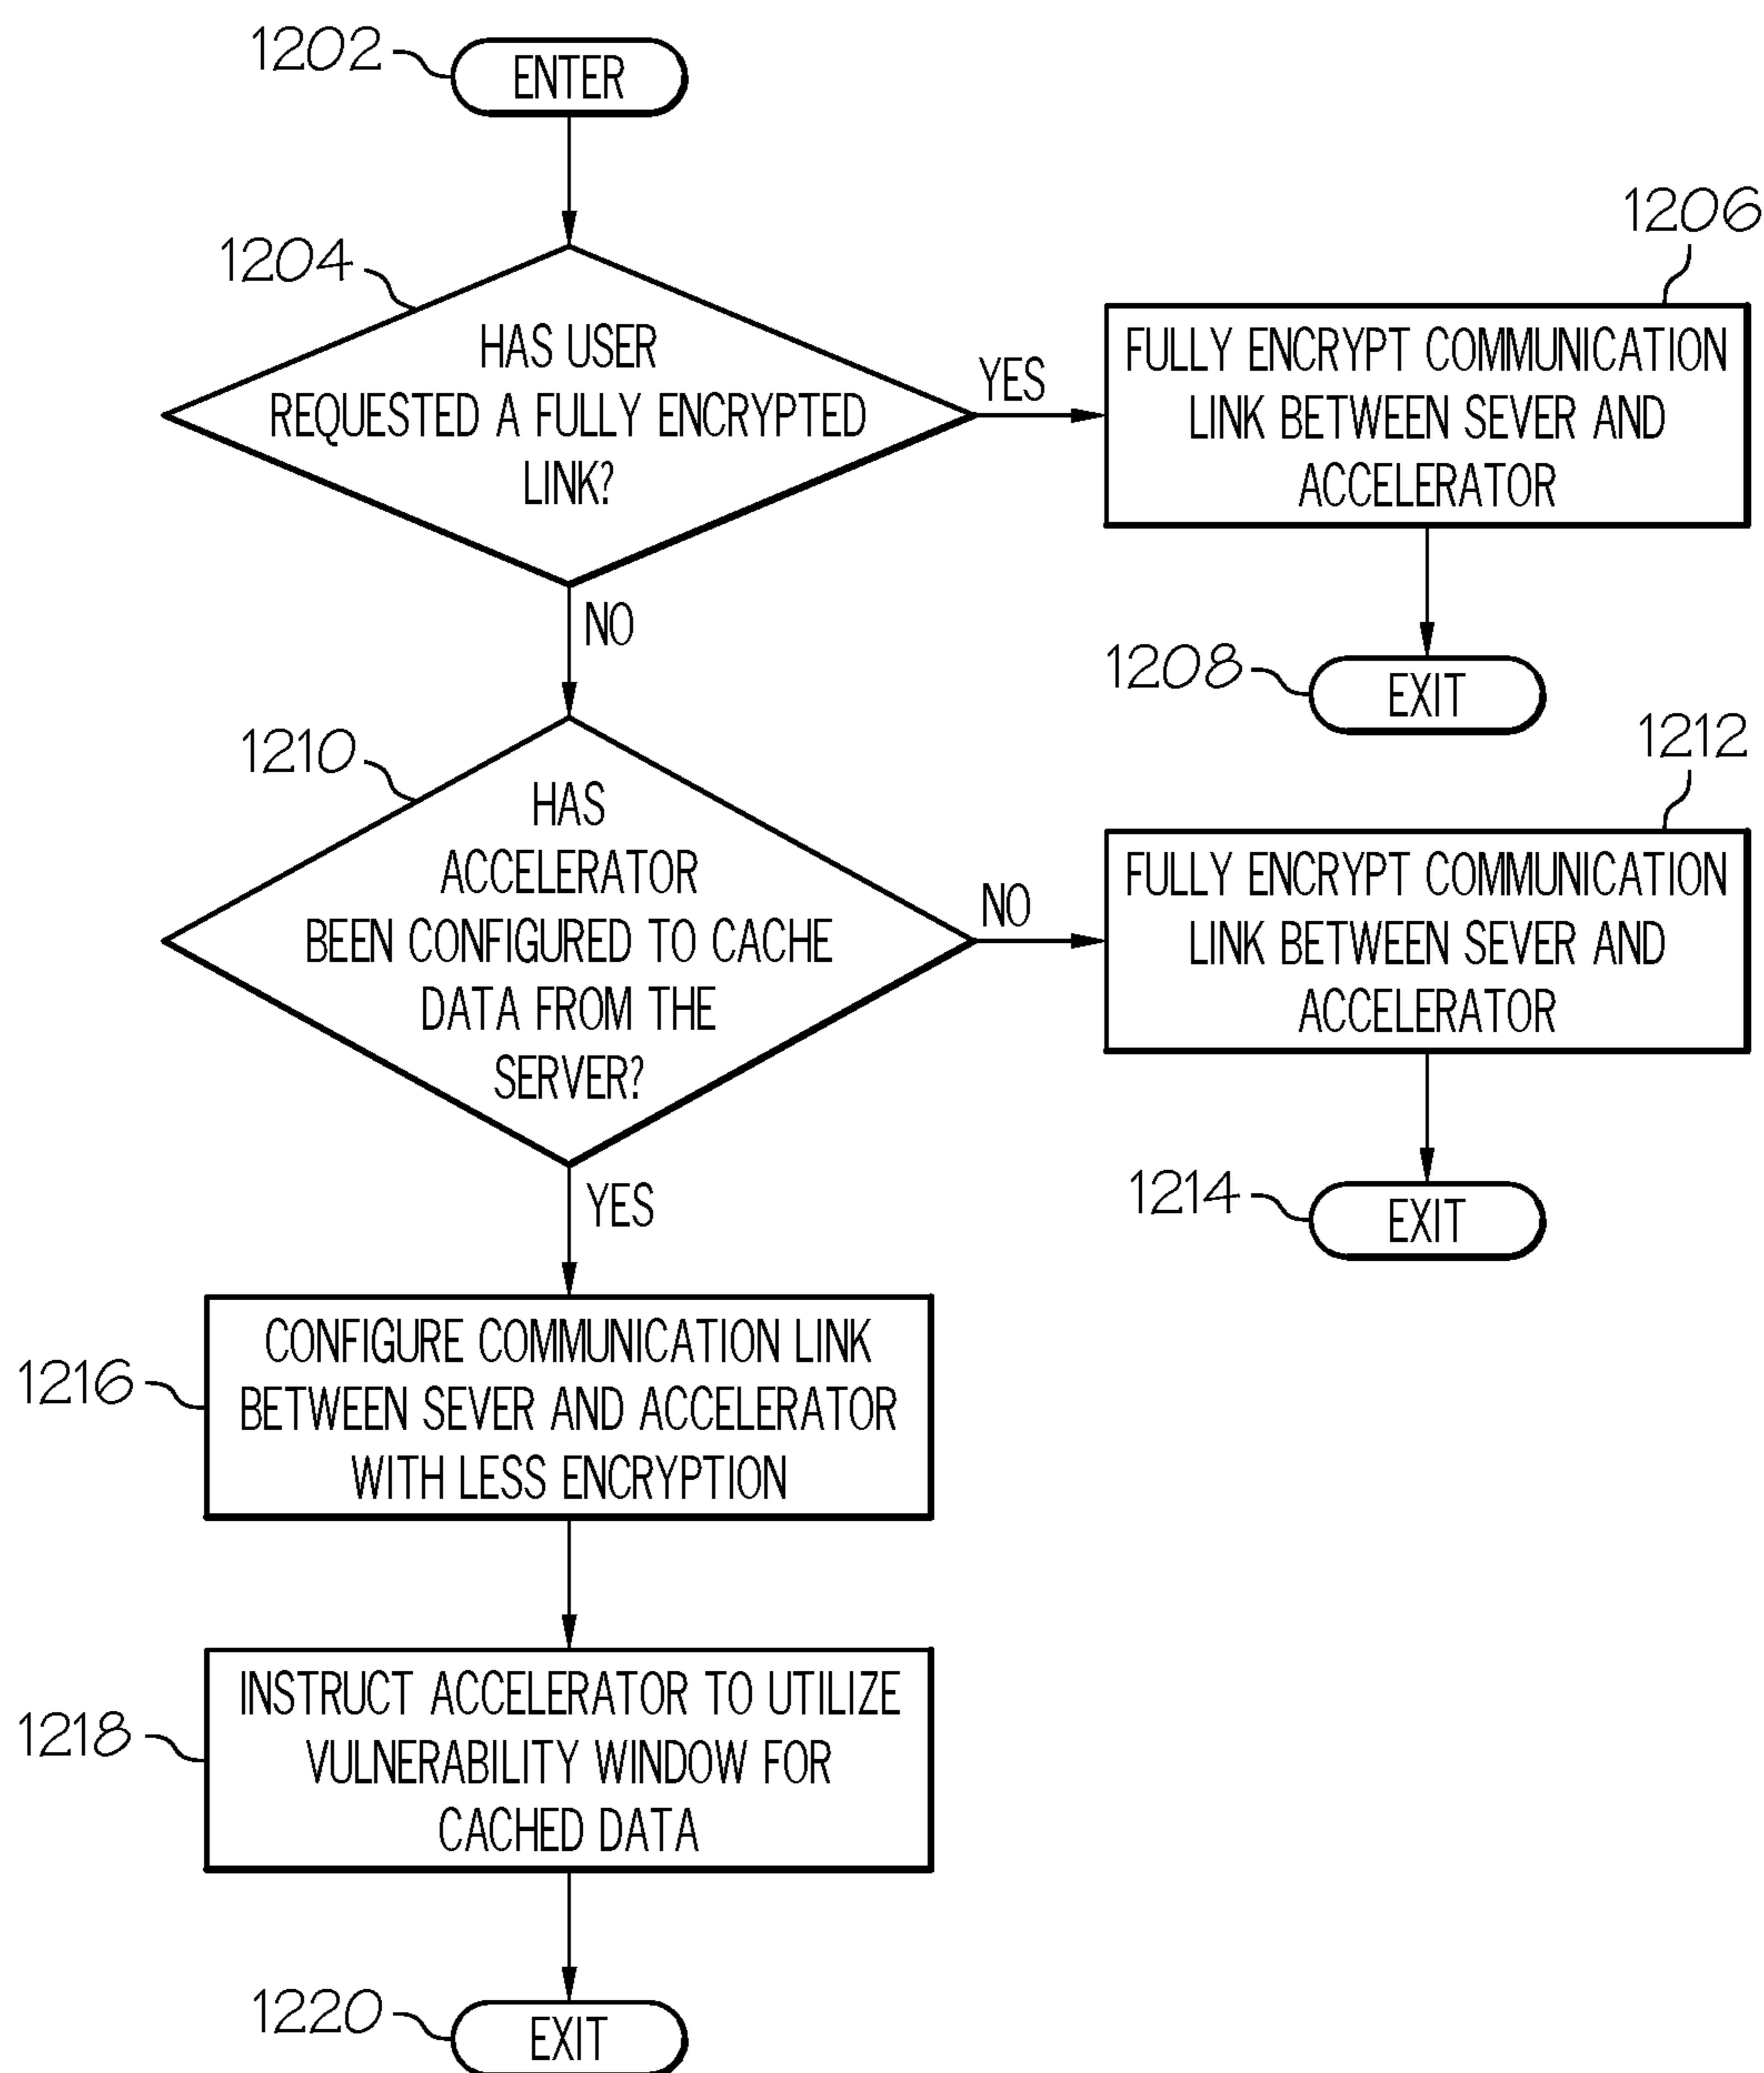 1202
ENTER
1204
HAS USER
REQUESTED A FULLY ENCRYPTED
LINK?
YES
1206
FULLY ENCRYPT COMMUNICATION
LINK BETWEEN SEVER AND
ACCELERATOR
1208
EXIT
NO
1210
HAS
ACCELERATOR
BEEN CONFIGURED TO CACHE
DATA FROM THE
SERVER?
NO
1212
FULLY ENCRYPT COMMUNICATION
LINK BETWEEN SEVER AND
ACCELERATOR
1214
EXIT
YES
1216
CONFIGURE COMMUNICATION LINK
BETWEEN SEVER AND ACCELERATOR
WITH LESS ENCRYPTION
1218
INSTRUCT ACCELERATOR TO UTILIZE
VULNERABILITY WINDOW FOR
CACHED DATA
1220
EXIT